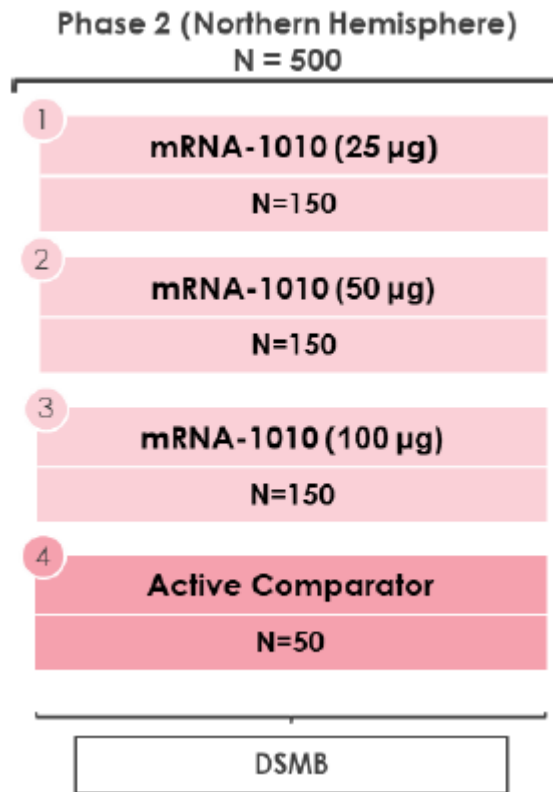 Phase 2 (Northern Hemisphere)
N = 500
1
mRNA-1010 (25 µg)
N=150
2
mRNA-1010 (50 µg)
N=150
3
mRNA-1010 (100 µg)
N=150
4
Active Comparator
N=50
DSMB